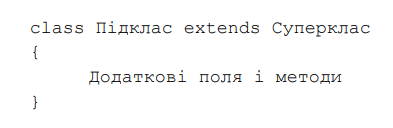 class Підклас extends Суперклас
{
Додаткові поля і методи
}